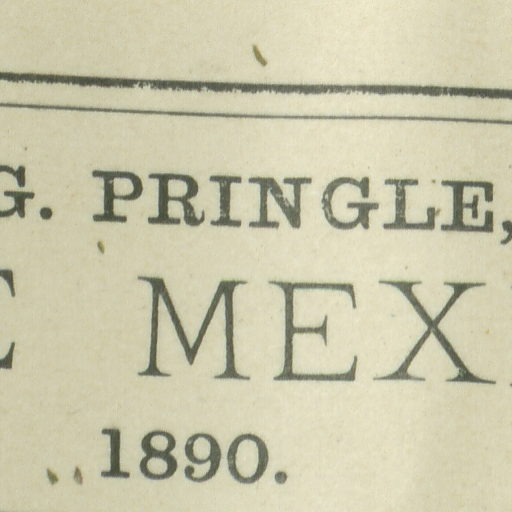 G. PRINGLE,
E MEX
1890.